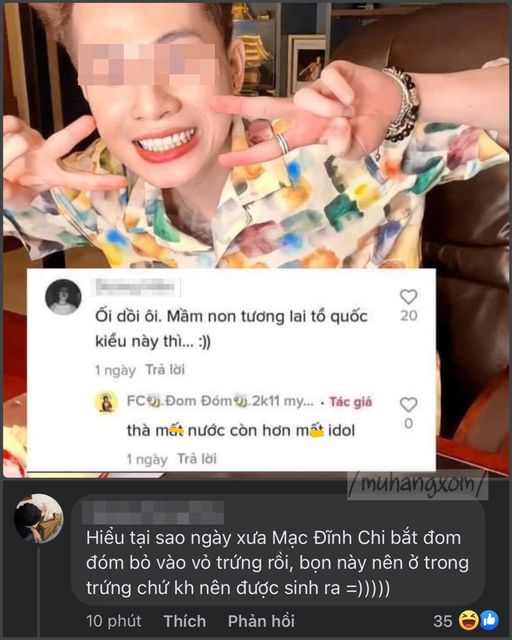 Ối dồi ôi. Mầm non tương lai tổ quốc
kiểu này thì... :))
20
1 ngày Trả lời
FC🐚.Đom Đóm🐚.2k11 my... · Tác giả
thà mất nước còn hơn mất idol
0
1 ngày Trả lời
/muhangxom/
Hiểu tại sao ngày xưa Mạc Đĩnh Chi bắt đom
đóm bỏ vào vỏ trứng rồi, bọn này nên ở trong
trứng chứ kh nên được sinh ra =)))))
10 phút Thích Phản hồi 35